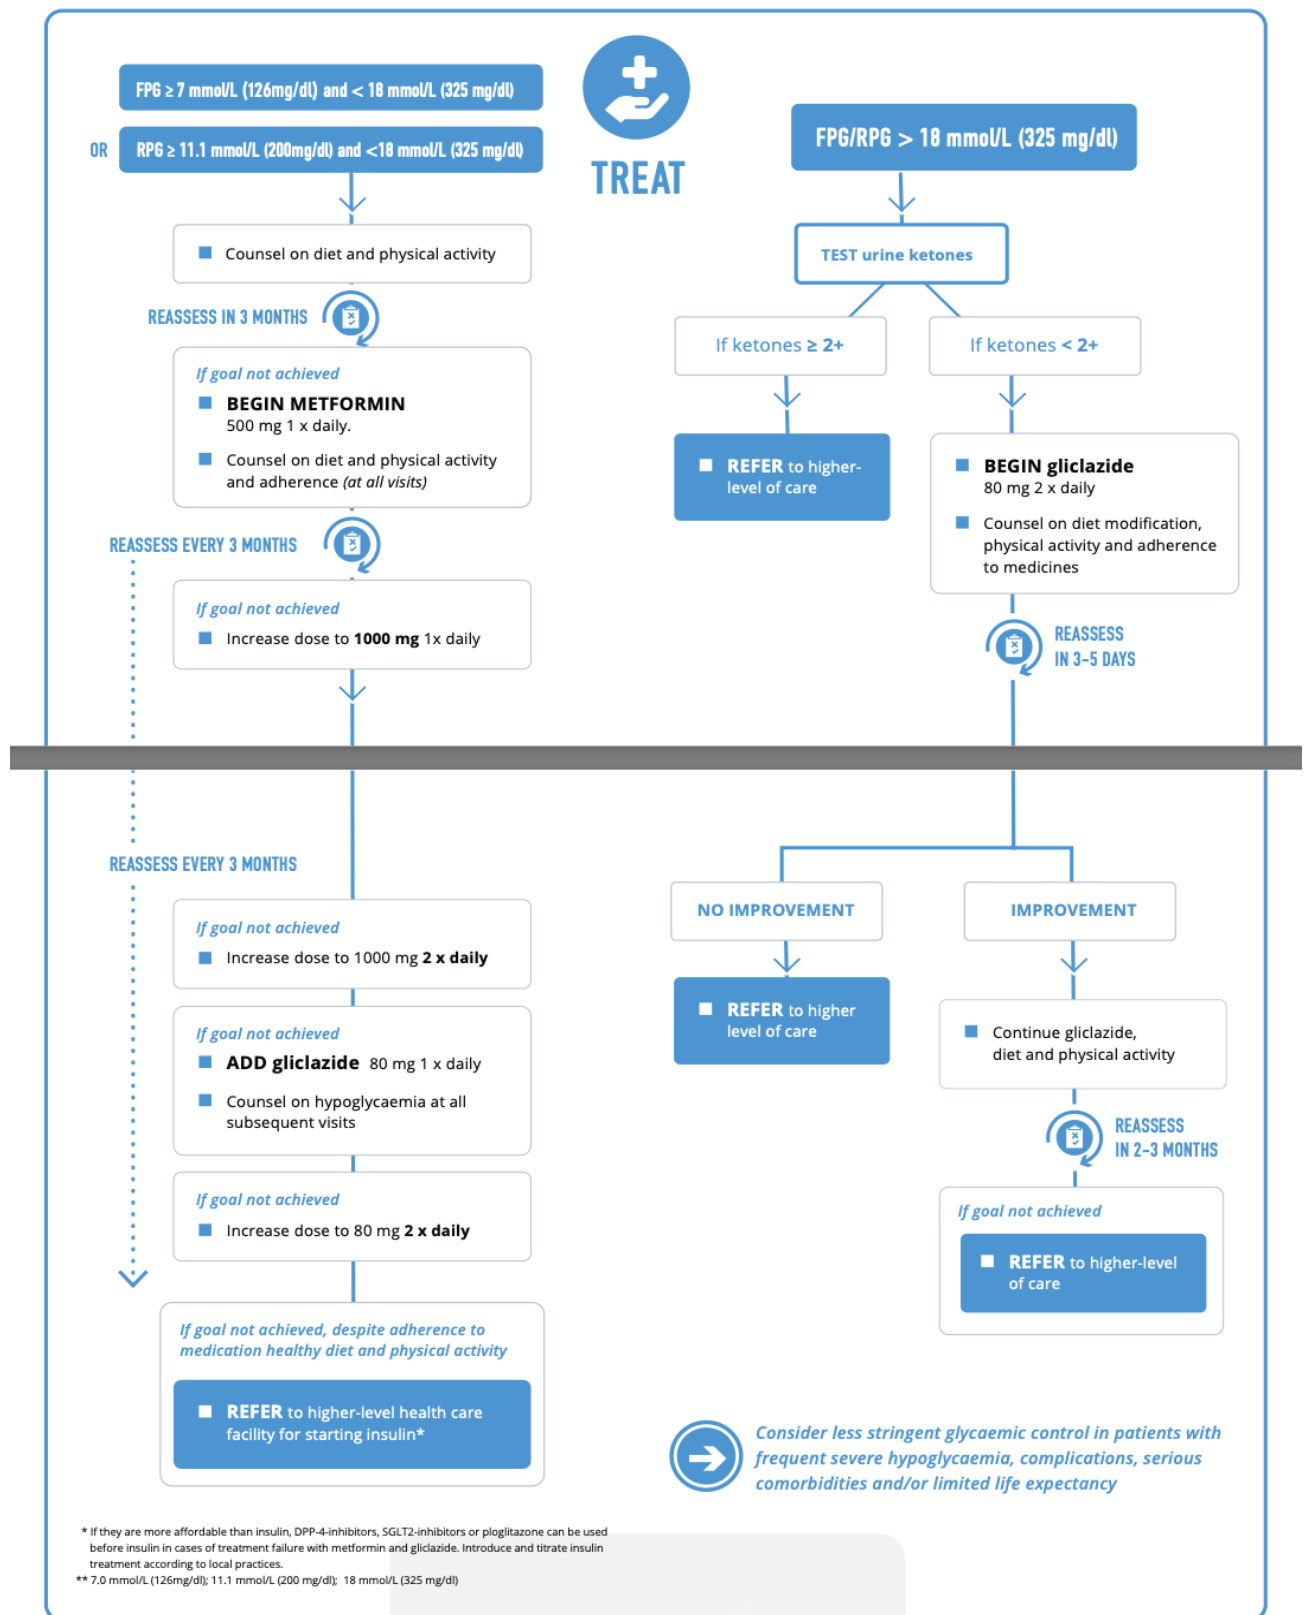 FPG ≥ 7 mmol/L (126mg/dl) and < 18 mmol/L (325 mg/dl)
OR
RPG ≥ 11.1 mmol/L (200mg/dl) and <18 mmol/L (325 mg/dl)
Counsel on diet and physical activity
REASSESS IN 3 MONTHS
If goal not achieved
BEGIN METFORMIN
500 mg 1 x daily.
Counsel on diet and physical activity
and adherence (at all visits)
REASSESS EVERY 3 MONTHS
If goal not achieved
Increase dose to 1000 mg 1x daily
TREAT
FPG/RPG > 18 mmol/L (325 mg/dl)
TEST urine ketones
If ketones ≥ 2+
REFER to higher-
level of care
If ketones < 2+
BEGIN gliclazide
80 mg 2 x daily
Counsel on diet modification,
physical activity and adherence
to medicines
REASSESS
IN 3-5 DAYS
REASSESS EVERY 3 MONTHS
If goal not achieved
Increase dose to 1000 mg 2 x daily
If goal not achieved
ADD gliclazide 80 mg 1 x daily
Counsel on hypoglycaemia at all
subsequent visits
If goal not achieved
Increase dose to 80 mg 2 x daily
If goal not achieved, despite adherence to
medication healthy diet and physical activity
REFER to higher-level health care
facility for starting insulin*
NO IMPROVEMENT
REFER to higher
level of care
IMPROVEMENT
Continue gliclazide,
diet and physical activity
REASSESS
IN 2-3 MONTHS
If goal not achieved
REFER to higher-level
of care
Consider less stringent glycaemic control in patients with
frequent severe hypoglycaemia, complications, serious
comorbidities and/or limited life expectancy
* If they are more affordable than insulin, DPP-4-inhibitors, SGLT2-inhibitors or ploglitazone can be used
before insulin in cases of treatment failure with metformin and gliclazide. Introduce and titrate insulin
treatment according to local practices.
** 7.0 mmol/L (126mg/dl); 11.1 mmol/L (200 mg/dl); 18 mmol/L (325 mg/dl)